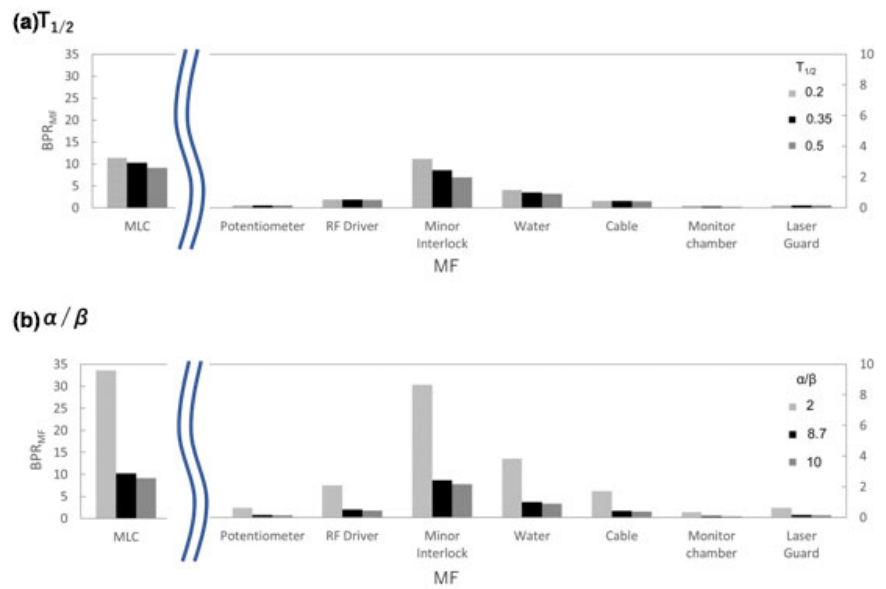 (a)T1/2
35
30
25
20
15
10
5
0
BPRMF
10
8
6
4
2
0
T1/2
0.2
0.35
0.5
MLC
Potentiometer
RF Driver
Minor
Interlock
Water
Cable
Monitor
chamber
Laser
Guard
MF
(b)α/β
35
30
25
20
15
10
5
0
BPRMF
10
8
6
4
2
0
α/β
2
8.7
10
MLC
Potentiometer
RF Driver
Minor
Interlock
Water
Cable
Monitor
chamber
Laser
Guard
MF